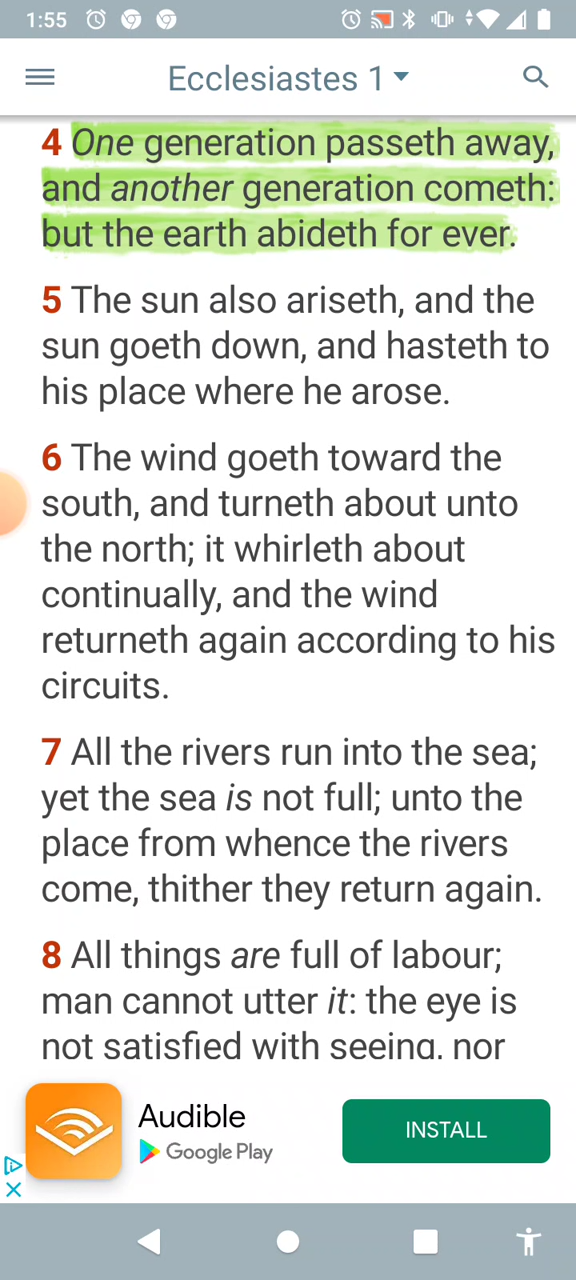 1:55
Ecclesiastes 1
4 One generation passeth away,
and another generation cometh:
but the earth abideth for ever.
5 The sun also ariseth, and the
sun goeth down, and hasteth to
his place where he arose.
6 The wind goeth toward the
south, and turneth about unto
the north; it whirleth about
continually, and the wind
returneth again according to his
circuits.
7 All the rivers run into the sea;
yet the sea is not full; unto the
place from whence the rivers
come, thither they return again.
8 All things are full of labour;
man cannot utter it: the eye is
not satisfied with seeing, nor
Audible
Google Play
INSTALL